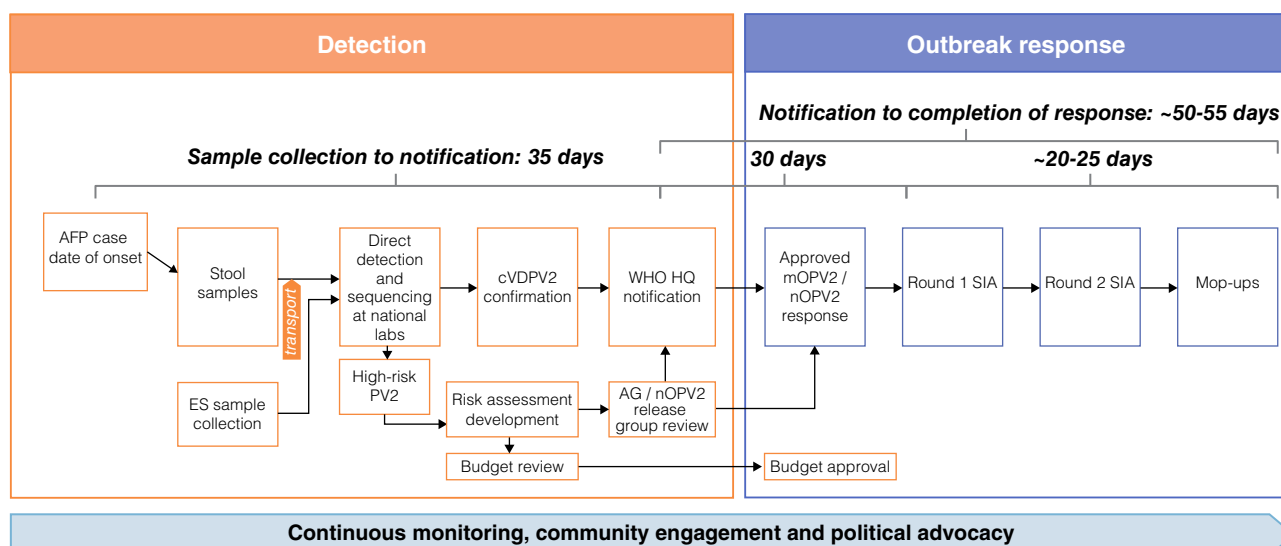 Detection
Outbreak response
Notification to completion of response: ~50-55 days
Sample collection to notification: 35 days
30 days
~20-25 days
AFP case
date of onset
Stool
samples
transport
Direct
detection
and
sequencing
at national
labs
cVDPV2
confirmation
WHO HQ
notification
Approved
mOPV2 /
nOPV2
response
Round 1 SIA
Round 2 SIA
Mop-ups
ES sample
collection
High-risk
PV2
Risk assessment
development
AG / nOPV2
release
group review
Budget review
Budget approval
Continuous monitoring, community engagement and political advocacy